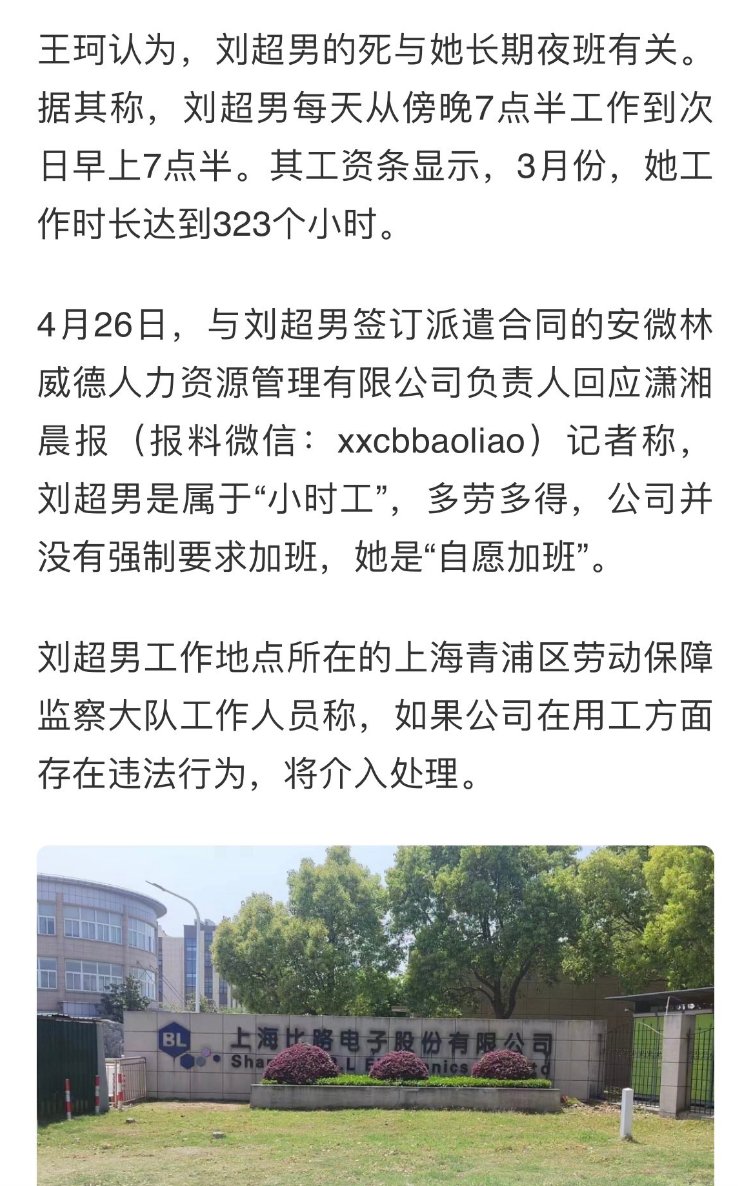 王珂认为，刘超男的死与她长期夜班有关。
据其称，刘超男每天从傍晚7点半工作到次
日早上7点半。其工资条显示，3月份，她工
作时长达到323个小时。
4月26日，与刘超男签订派遣合同的安微林
威德人力资源管理有限公司负责人回应潇湘
晨报（报料微信：xxcbbaoliao）记者称，
刘超男是属于“小时工”，多劳多得，公司并
没有强制要求加班，她是“自愿加班”。
刘超男工作地点所在的上海青浦区劳动保障
监察大队工作人员称，如果公司在用工方面
存在违法行为，将介入处理。
BL
上海比路电子股份有限公司